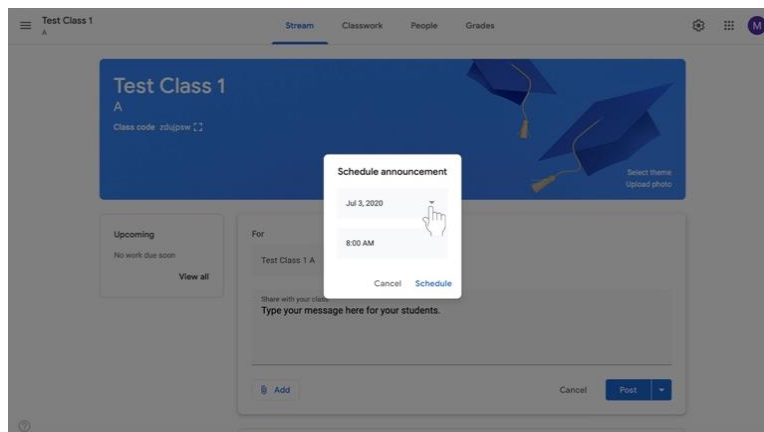 Test Class 1
A
Stream Classwork People Grades
M
Test Class 1
A
Class code zdujpsw
Select theme
Upload photo
Schedule announcement
Jul 3, 2020
8:00 AM
Cancel Schedule
Upcoming
No work due soon
View all
For
Test Class 1 A
Share with your class
Type your message here for your students.
Add
Cancel Post